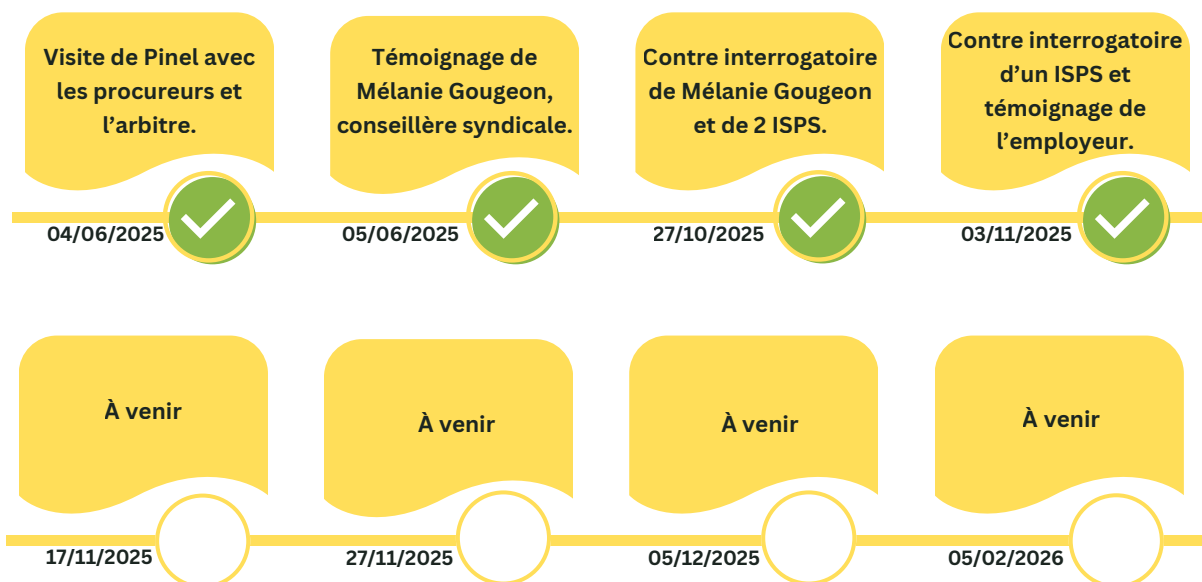 Visite de Pinel avec
les procureurs et
l'arbitre.
04/06/2025
Témoignage de
Mélanie Gougeon,
conseillère syndicale.
05/06/2025
Contre interrogatoire
de Mélanie Gougeon
et de 2 ISPS.
27/10/2025
Contre interrogatoire
d'un ISPS et
témoignage de
l'employeur.
03/11/2025
À venir
17/11/2025
À venir
27/11/2025
À venir
05/12/2025
À venir
05/02/2026